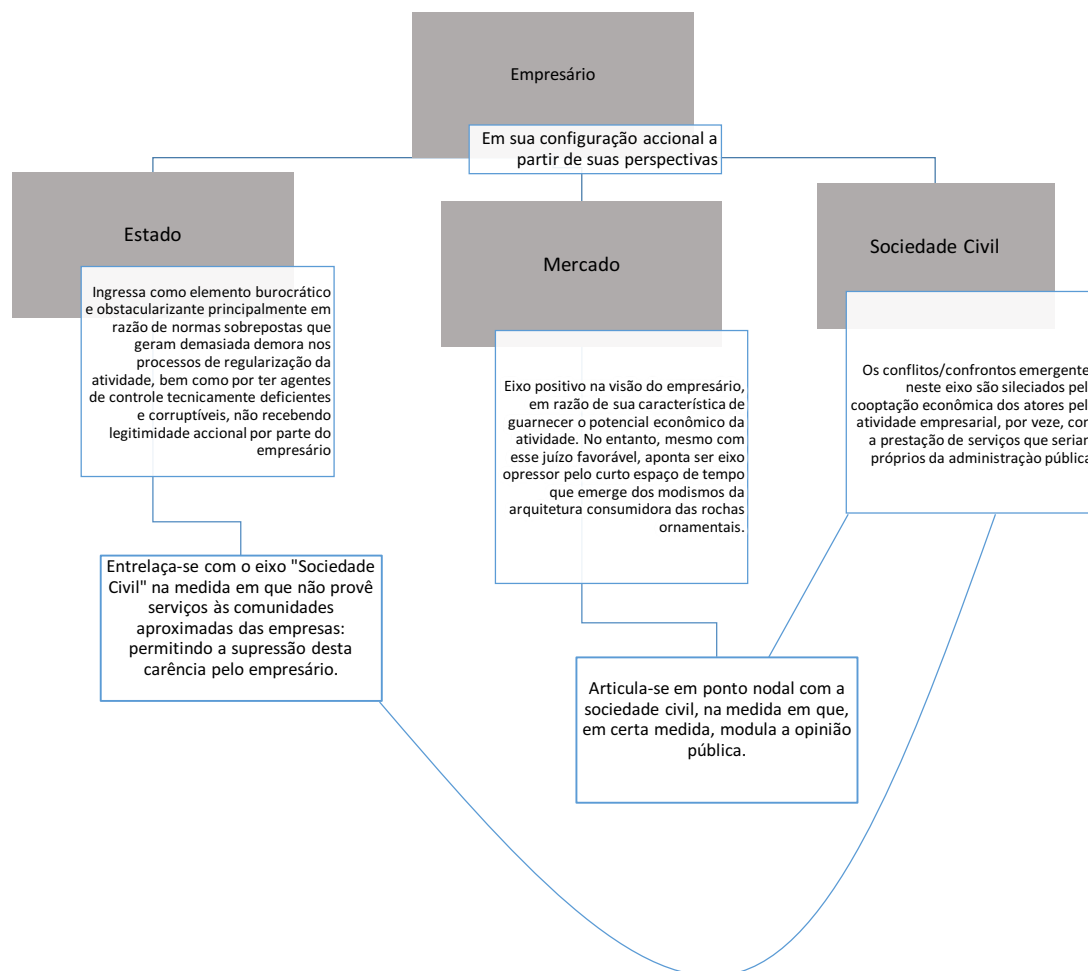 Empresário
Em sua configuração accional a
partir de suas perspectivas
Estado
Ingressa como elemento burocrático
e obstacularizante principalmente em
razão de normas sobrepostas que
geram demasiada demora nos
processos de regularização da
atividade, bem como por ter agentes
de controle tecnicamente deficientes
e corruptíveis, não recebendo
legitimidade accional por parte do
empresário
Entrelaça-se com o eixo "Sociedade
Civil" na medida em que não provê
serviços às comunidades
aproximadas das empresas:
permitindo a supressão desta
carência pelo empresário.
Mercado
Eixo positivo na visão do empresário,
em razão de sua característica de
guarnecer o potencial econômico da
atividade. No entanto, mesmo com
esse juízo favorável, aponta ser eixo
opressor pelo curto espaço de tempo
que emerge dos modismos da
arquitetura consumidora das rochas
ornamentais.
Articula-se em ponto nodal com a
sociedade civil, na medida em que,
em certa medida, modula a opinião
pública.
Sociedade Civil
Os conflitos/confrontos emergente
neste eixo são sileciados pel
cooptação econômica dos atores pel
atividade empresarial, por veze, con
a prestação de serviços que seriar
próprios da administraçào pública